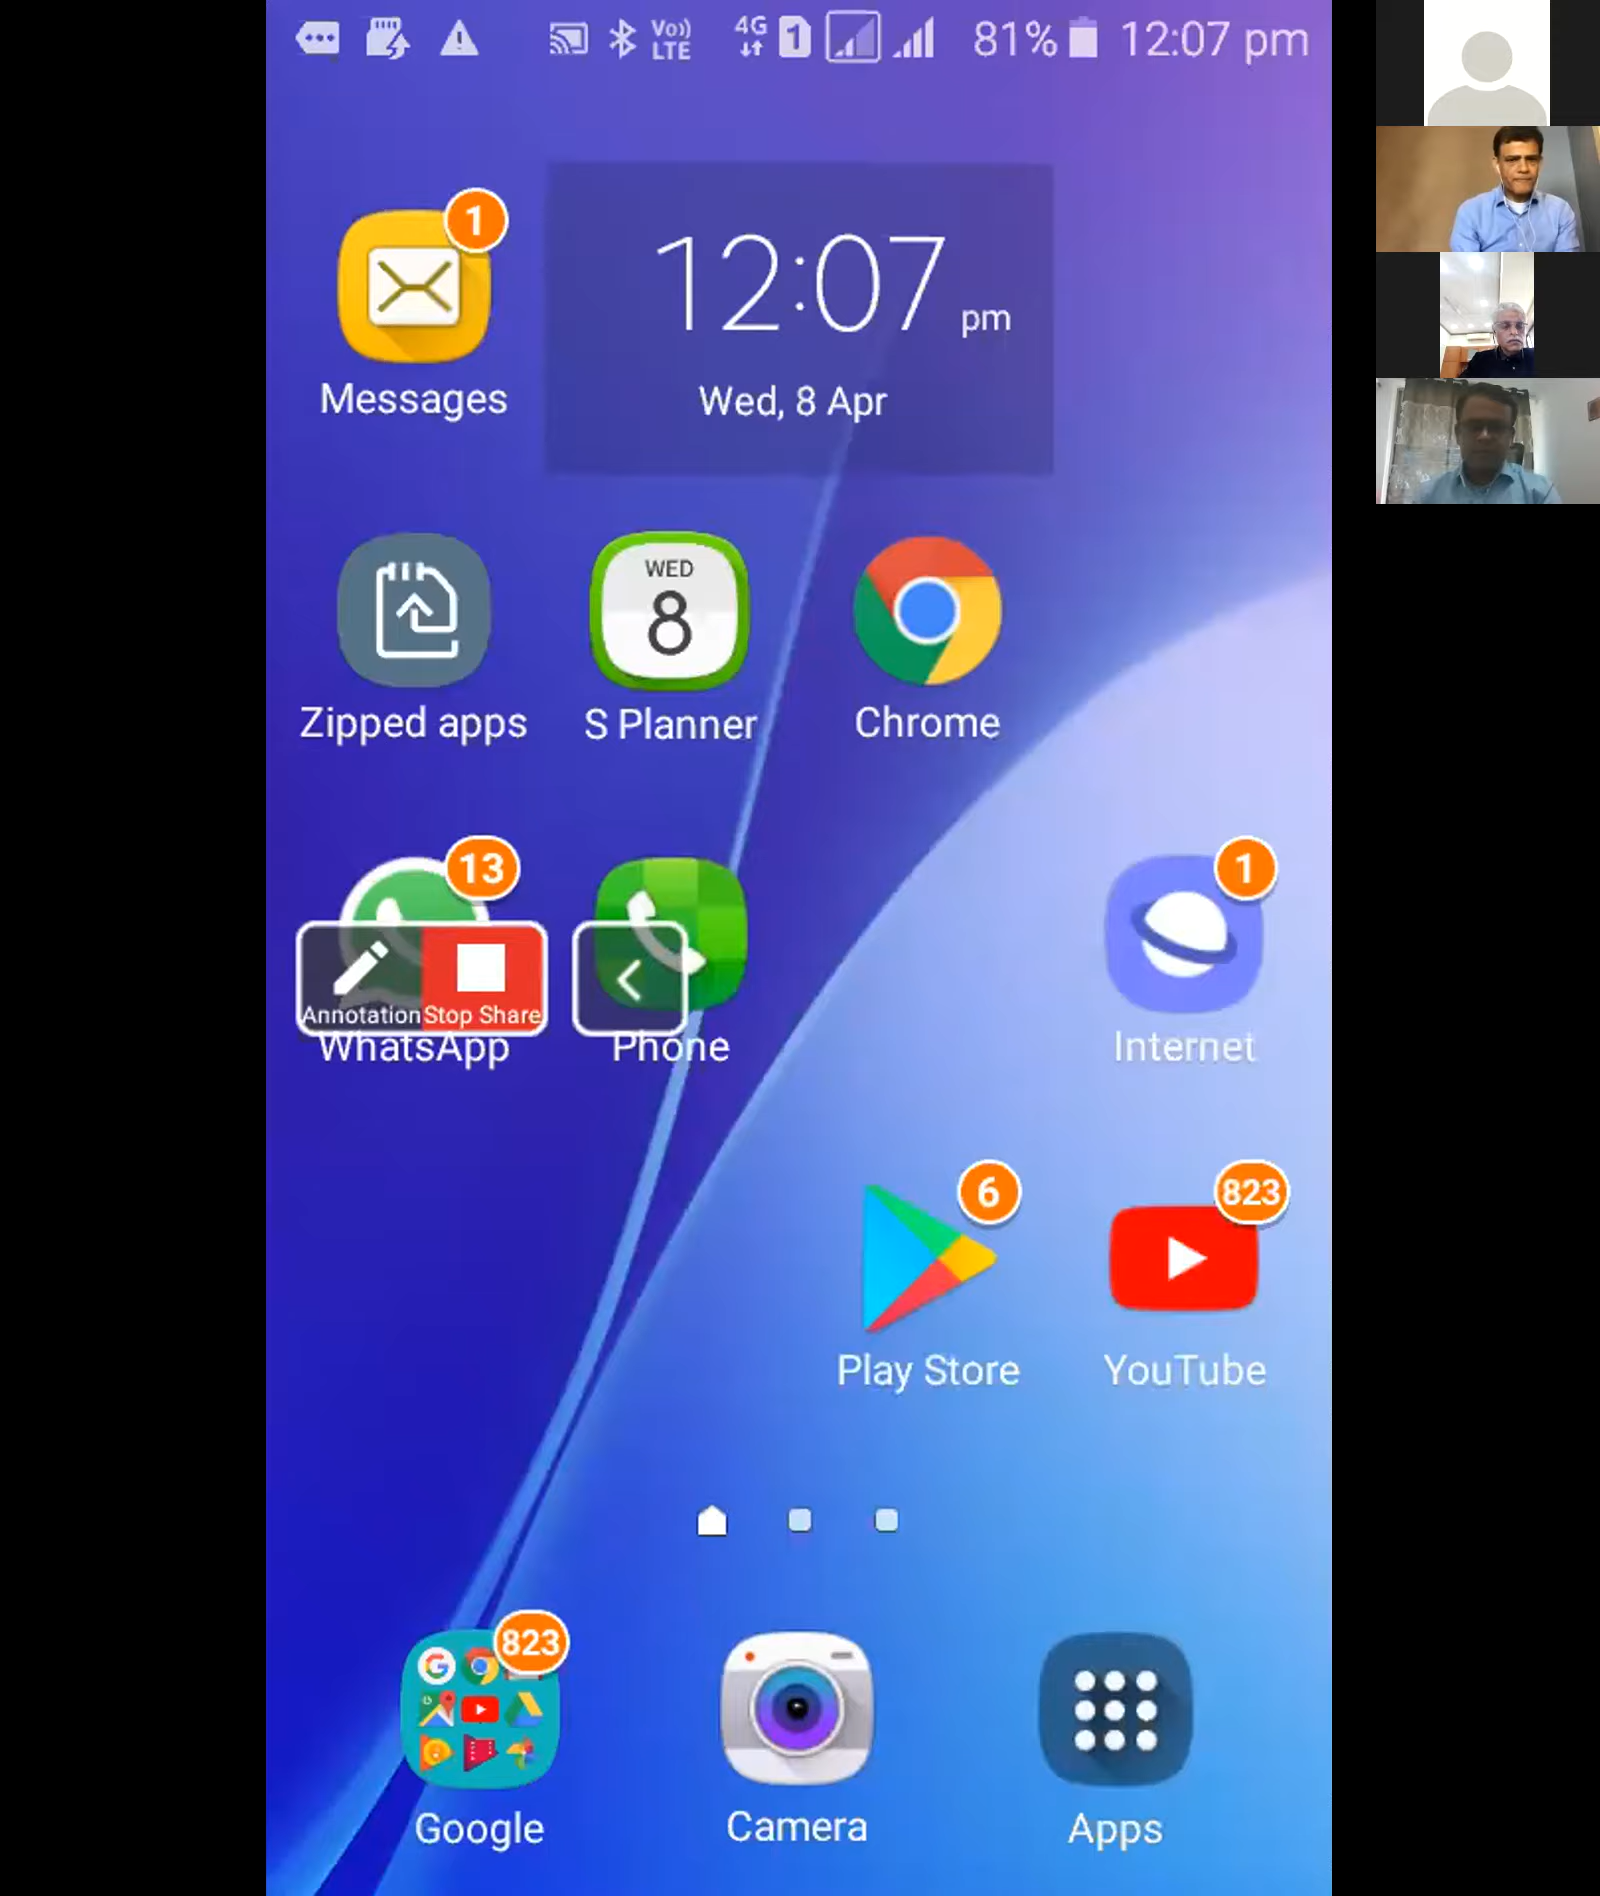 Vo)) LTE 4G 1 81% 12:07 pm
1
12:07 pm
Messages
Wed, 8 Apr
WED
8
Zipped apps S Planner Chrome
13 1
Annotation Stop Share
WhatsApp Phone Internet
6 823
Play Store YouTube
823
Google Camera Apps